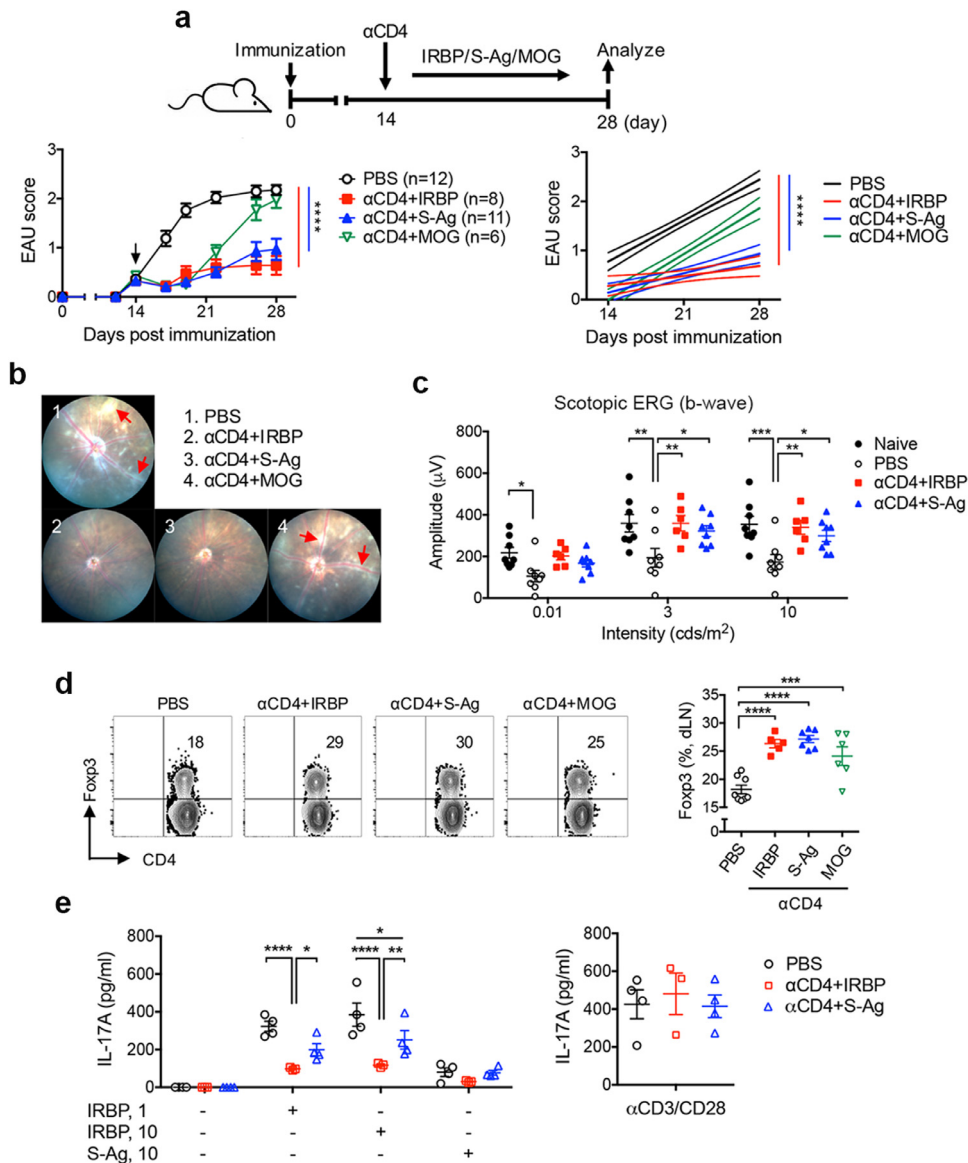 a
αCD4
Immunization
IRBP/S-Ag/MOG
Analyze
0
14
28 (day)
EAU score
3
2
1
0
0
14
21
28
Days post immunization
PBS (n=12)
αCD4+IRBP(n=8)
αCD4+S-Ag (n=11)
αCD4+MOG (n=6)
****
EAU score
3
2
1
0
14
21
28
Days post immunization
PBS
αCD4+IRBP
αCD4+S-Ag
αCD4+MOG
****
b
1
2
3
4
1. PBS
2. αCD4+IRBP
3. αCD4+S-Ag
4. αCD4+MOG
c
Scotopic ERG (b-wave)
Amplitude (μV)
800
600
400
200
0
*
** * **
*** * **
0.01
3
10
Intensity (cds/m²)
Naive
PBS
αCD4+IRBP
αCD4+S-Ag
d
PBS
αCD4+IRBP
αCD4+S-Ag
αCD4+MOG
18
29
30
25
Foxp3
CD4
Foxp3 (%, dLN)
35
30
25
20
15
10
0
***
****
****
PBS
IRBP
S-Ag
MOG
αCD4
e
IL-17A (pg/ml)
800
600
400
200
0
**** *
*
**** **
IRBP, 1 - + - -
IRBP, 10 - - + -
S-Ag, 10 - - - +
IL-17A (pg/ml)
800
600
400
200
0
αCD3/CD28
PBS
αCD4+IRBP
αCD4+S-Ag